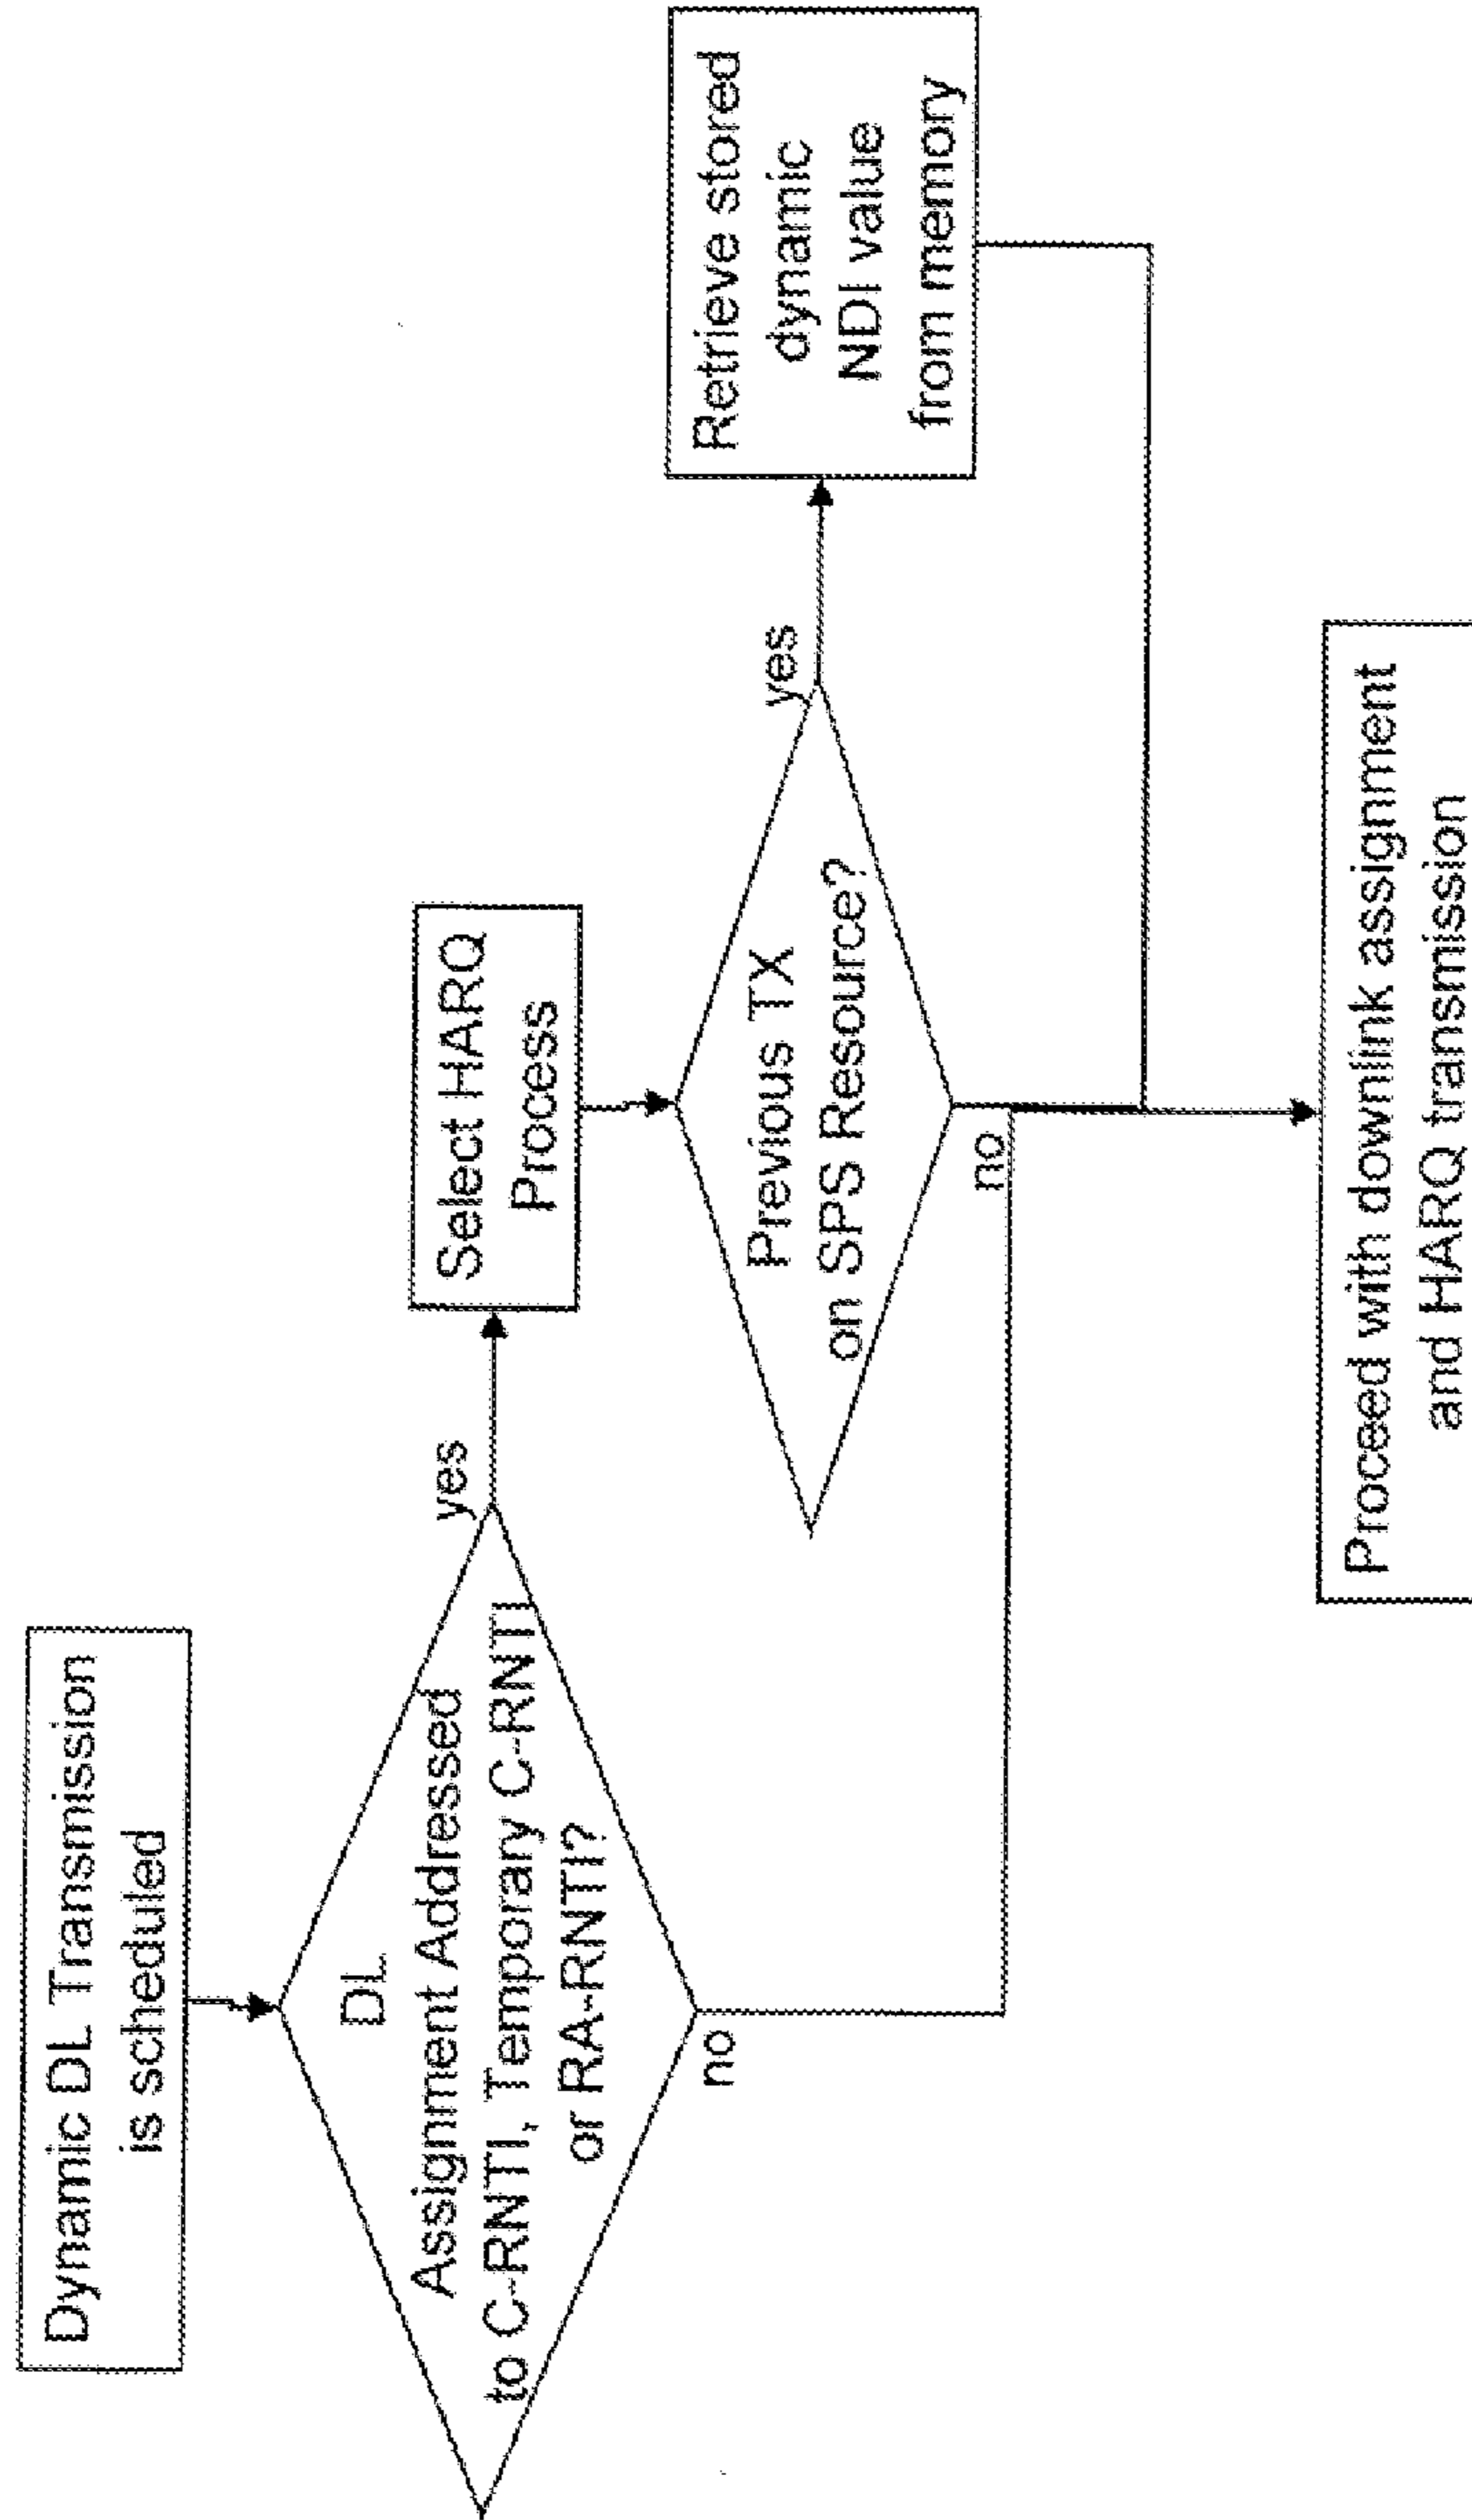 Dynamic DL Transmission
is scheduled
DL
Assignment Addressed
to C-RNTI, Temporary C-RNTI
or RA-RNTI?
yes
no
Select HARQ
Process
Previous TX
on SPS Resource?
yes
no
Retrieve stored
dynamic
NDI value
from memory
Proceed with downlink assignment
and HARQ transmission